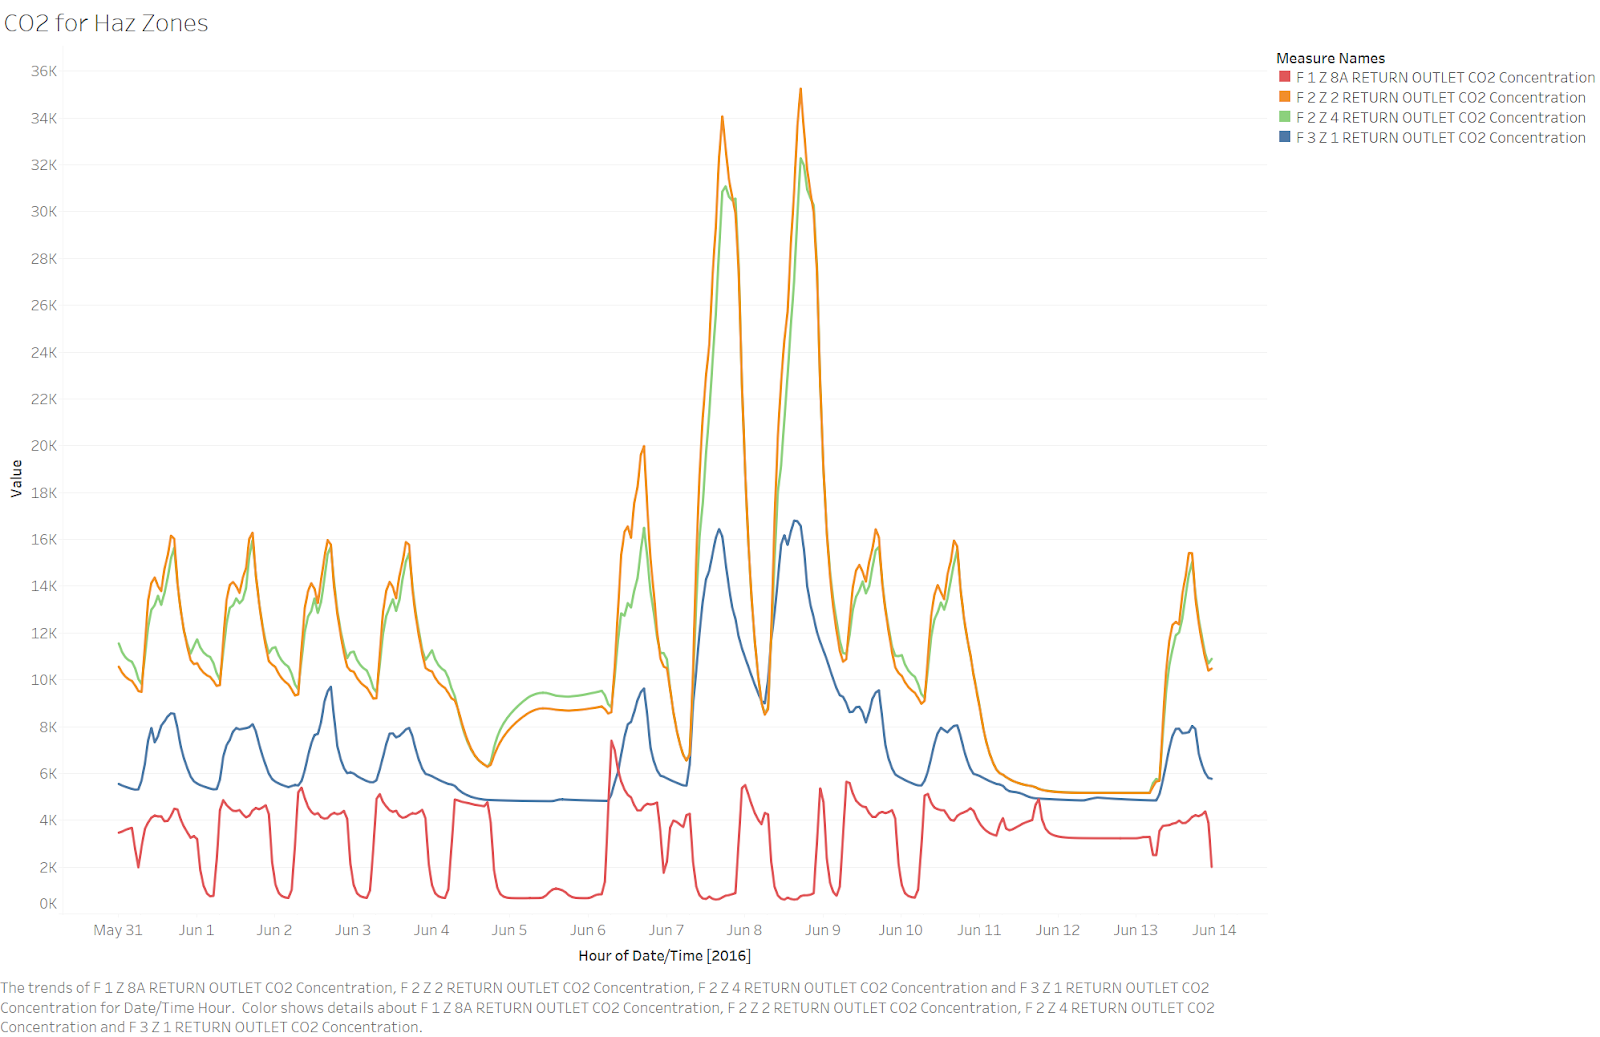 CO2 for Haz Zones
Measure Names
F 1 Z 8A RETURN OUTLET CO2 Concentration
F 2 Z 2 RETURN OUTLET CO2 Concentration
F 2 Z 4 RETURN OUTLET CO2 Concentration
F 3 Z 1 RETURN OUTLET CO2 Concentration
36K
34K
32K
30K
28K
26K
24K
22K
20K
18K
16K
14K
12K
10K
8K
6K
4K
2K
0K
Value
May 31 Jun 1 Jun 2 Jun 3 Jun 4 Jun 5 Jun 6 Jun 7 Jun 8 Jun 9 Jun 10 Jun 11 Jun 12 Jun 13 Jun 14
Hour of Date/Time [2016]
The trends of F 1 Z 8A RETURN OUTLET CO2 Concentration, F 2 Z 2 RETURN OUTLET CO2 Concentration, F 2 Z 4 RETURN OUTLET CO2 Concentration and F 3 Z 1 RETURN OUTLET CO2
Concentration for Date/Time Hour. Color shows details about F 1 Z 8A RETURN OUTLET CO2 Concentration, F 2 Z 2 RETURN OUTLET CO2 Concentration, F 2 Z 4 RETURN OUTLET CO2
Concentration and F 3 Z 1 RETURN OUTLET CO2 Concentration.